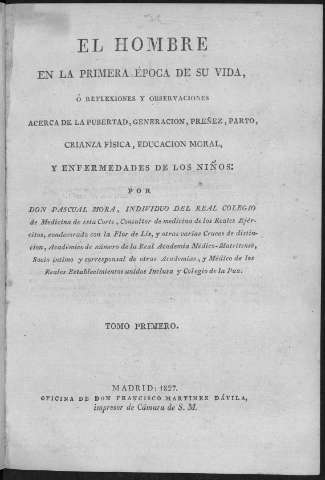 EL HOMBRE
EN LA PRIMERA ÉPOCA DE SU VIDA,
Ó REFLEXIONES Y OBSERVACIONES
ACERCA DE LA PUBERTAD, GENERACION, PREÑEZ, PARTO,
CRIANZA FÍSICA, EDUCACION MORAL,
Y ENFERMEDADES DE LOS NIÑOS:
POR
DON PASCUAL MORA, INDIVIDUO DEL REAL COLEGIO
de Medicina de esta Corte, Consultor de medicina de los Reales Ejér-
citos, condecorado con la Flor de Lis, y otras varias Cruces de distin-
cion, Académico de número de la Real Academia Médico-Matritense,
Socio íntimo y corresponsal de otras Academias, y Médico de los
Reales Establecimientos unidos Inclusa y Colegio de la Paz.
TOMO PRIMERO.
MADRID: 1827.
OFICINA DE DON FRANCISCO MARTINEZ DÁVILA,
impresor de Cámara de S. M.